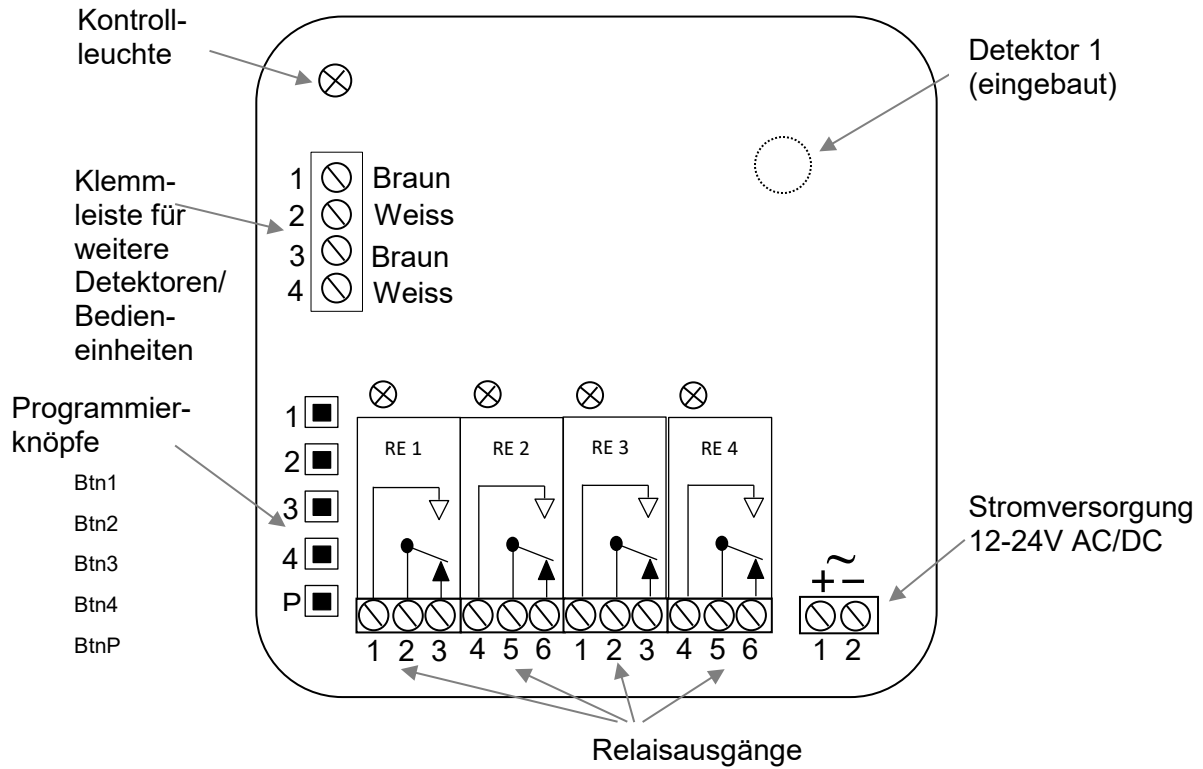 Kontroll-
leuchte
Detektor 1
(eingebaut)
Klemm-
leiste für
weitere
Detektoren/
Bedien-
einheiten
1 Braun
2 Weiss
3 Braun
4 Weiss
Programmier-
knöpfe
Btn1
Btn2
Btn3
Btn4
BtnP
1
2
3
4
P
RE 1 RE 2 RE 3 RE 4
Stromversorgung
12-24V AC/DC
~
+ −
1 2 3 4 5 6 1 2 3 4 5 6 1 2
Relaisausgänge